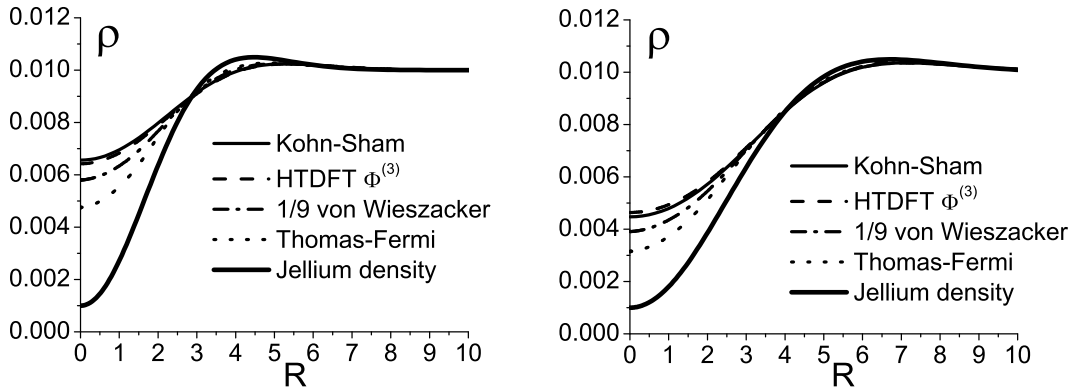 0.012
ρ
0.010
0.008
0.006
0.004
0.002
0.000
Kohn-Sham
HTDFT Φ(3)
1/9 von Wieszacker
Thomas-Fermi
Jellium density
0 1 2 3 4 5 6 7 8 9 10
R
0.012
ρ
0.010
0.008
0.006
0.004
0.002
0.000
Kohn-Sham
HTDFT Φ(3)
1/9 von Wieszacker
Thomas-Fermi
Jellium density
0 1 2 3 4 5 6 7 8 9 10
R